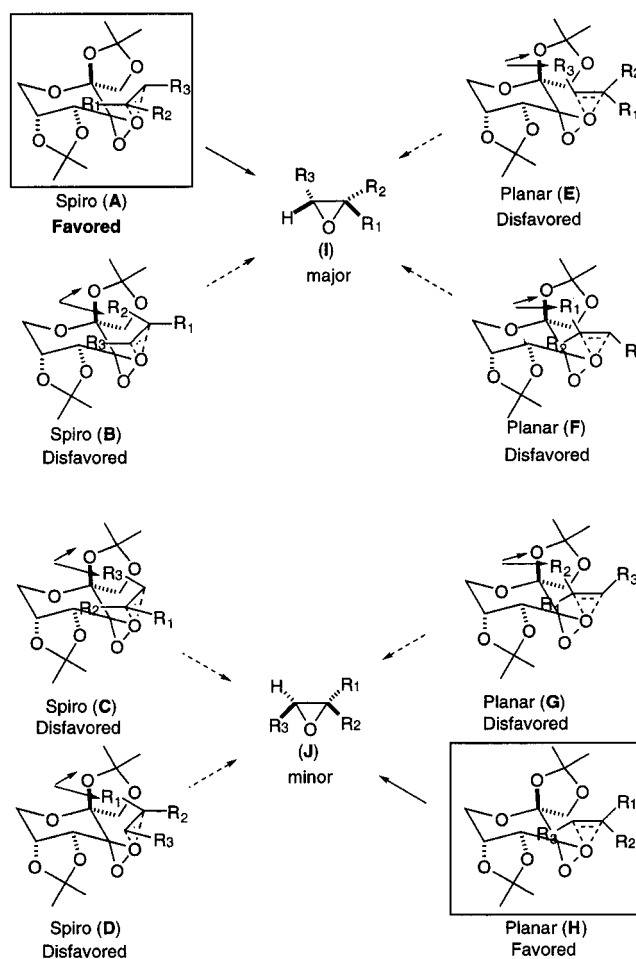 O
O
R₃
O
R₁
R₂
O
O
O
O
Spiro (A)
Favored
O
R₃
O
R₂
O
R₁
O
O
O
O
Planar (E)
Disfavored
R₃
R₂
H
O
R₁
(I)
major
O
O
R₂
O
R₁
R₃
O
O
O
O
Spiro (B)
Disfavored
O
R₁
O
O
R
O
O
O
O
Planar (F)
Disfavored
O
O
R₃
O
R₂
R₁
O
O
O
O
Spiro (C)
Disfavored
O
O
R₂
R₃
O
R₁
O
O
O
O
Planar (G)
Disfavored
H
R₁
R₃
O
R₂
(J)
minor
O
O
R₁
O
R₂
R₃
O
O
O
O
Spiro (D)
Disfavored
O
O
O
R₁
R₃
R₂
O
O
O
O
Planar (H)
Favored